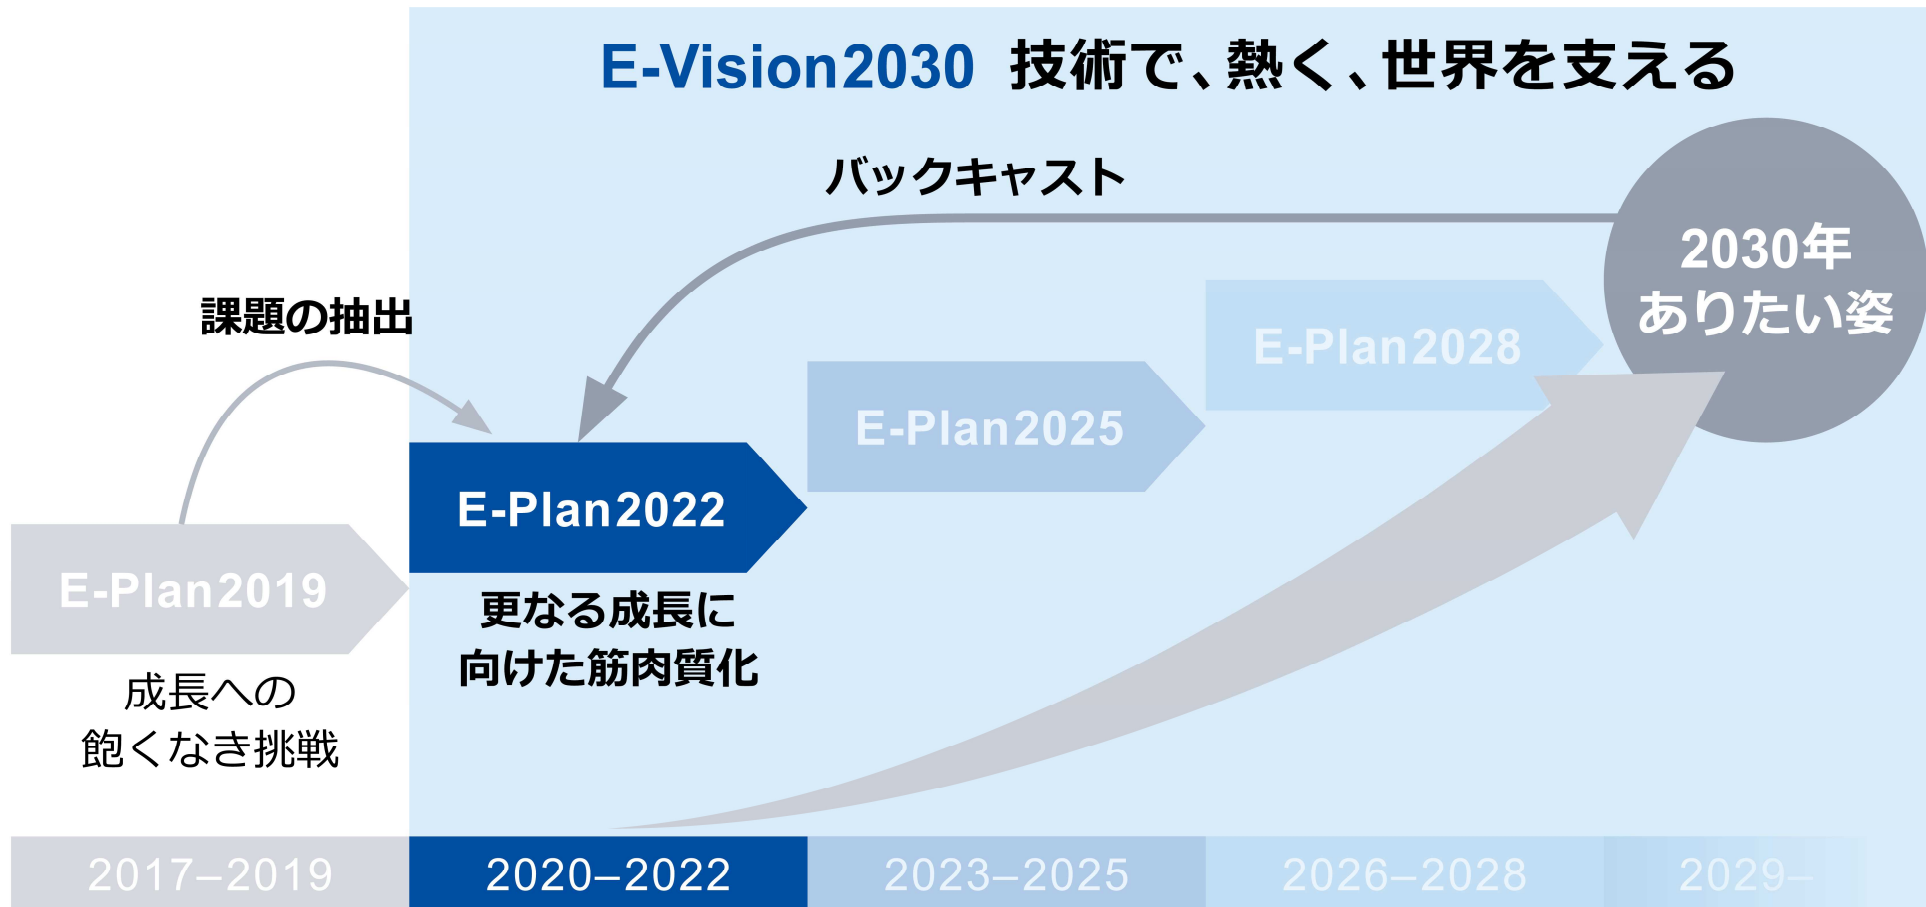 E-Vision2030 技術で、熱く、世界を支える
バックキャスト
2030年
ありたい姿
課題の抽出
E-Plan2028
E-Plan2025
E-Plan2022
更なる成長に
向けた筋肉質化
E-Plan2019
成長への
飽くなき挑戦
2017–2019
2020–2022
2023–2025
2026–2028
2029–